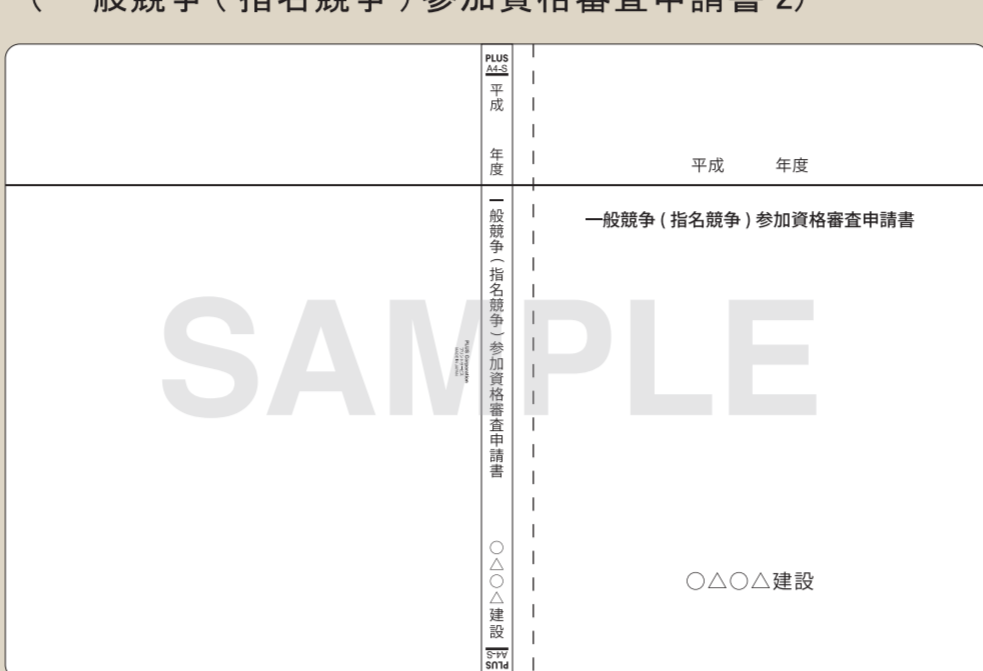 (一般競争(指名競争)参加資格審査申請書2)
PLUS
A4-S
平成　　年度
一般競争(指名競争)参加資格審査申請書
○△○△建設
A4-S
PLUS
PLUS Corporation
平成　　年度
一般競争(指名競争)参加資格審査申請書
○△○△建設
SAMPLE